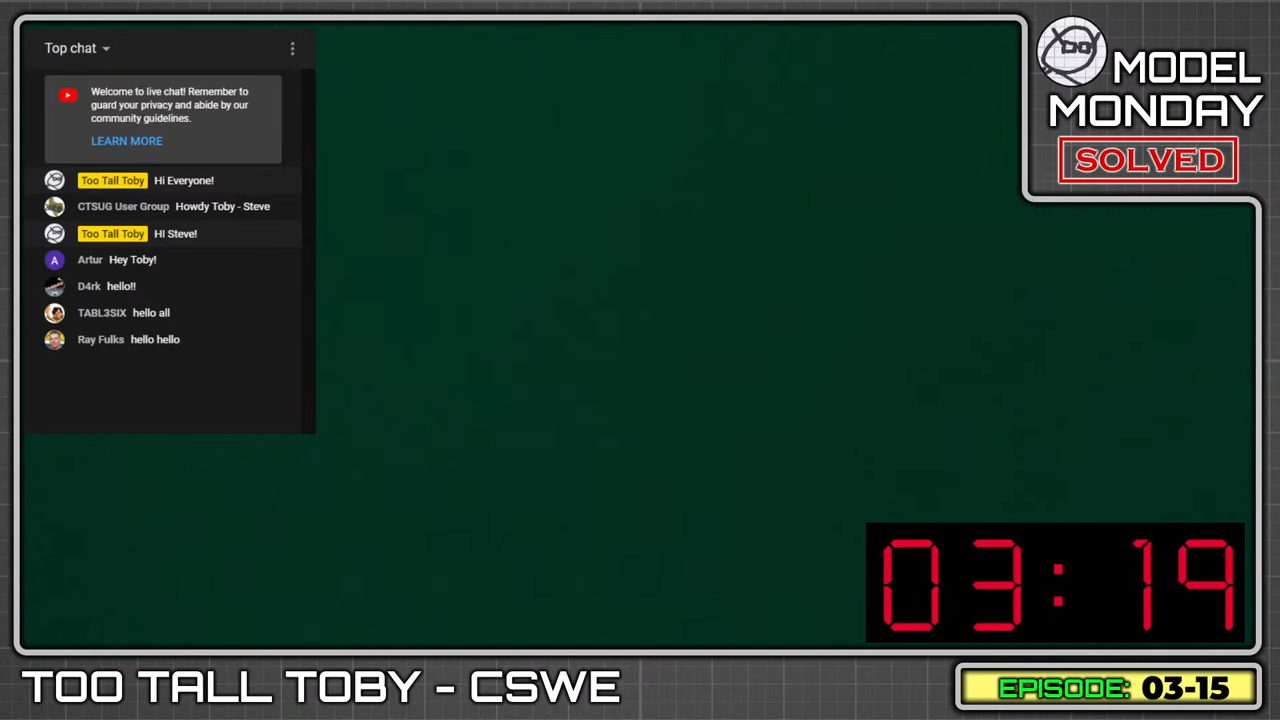 Top chat
Welcome to live chat! Remember to
guard your privacy and abide by our
community guidelines.
LEARN MORE
Too Tall Toby Hi Everyone!
CTSUG User Group Howdy Toby - Steve
Too Tall Toby HI Steve!
A Artur Hey Toby!
D4rk hello!!
TABL3SIX hello all
Ray Fulks hello hello
MODEL
MONDAY
SOLVED
03:19
TOO TALL TOBY - CSWE
EPISODE: 03-15